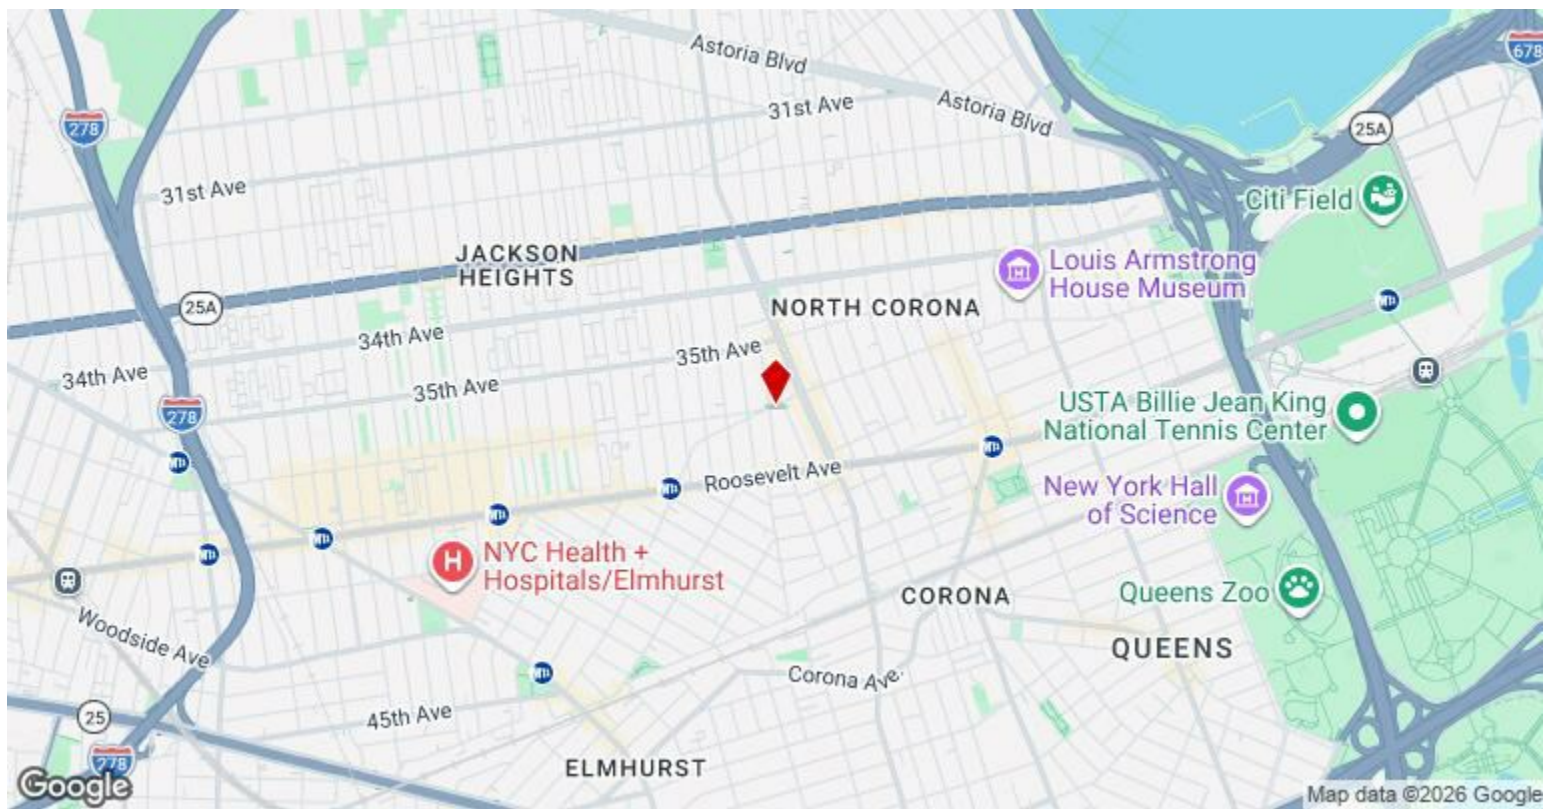 Astoria Blvd
678
31st Ave
Astoria Blvd
278
25A
31st Ave
Citi Field
JACKSON
HEIGHTS
Louis Armstrong
House Museum
25A
NORTH CORONA
34th Ave
35th Ave
34th Ave
35th Ave
278
USTA Billie Jean King
National Tennis Center
Roosevelt Ave
New York Hall
of Science
H
NYC Health +
Hospitals/Elmhurst
CORONA
Queens Zoo
Woodside Ave
QUEENS
Corona Ave
25
45th Ave
278
ELMHURST
Google
Map data ©2026 Google